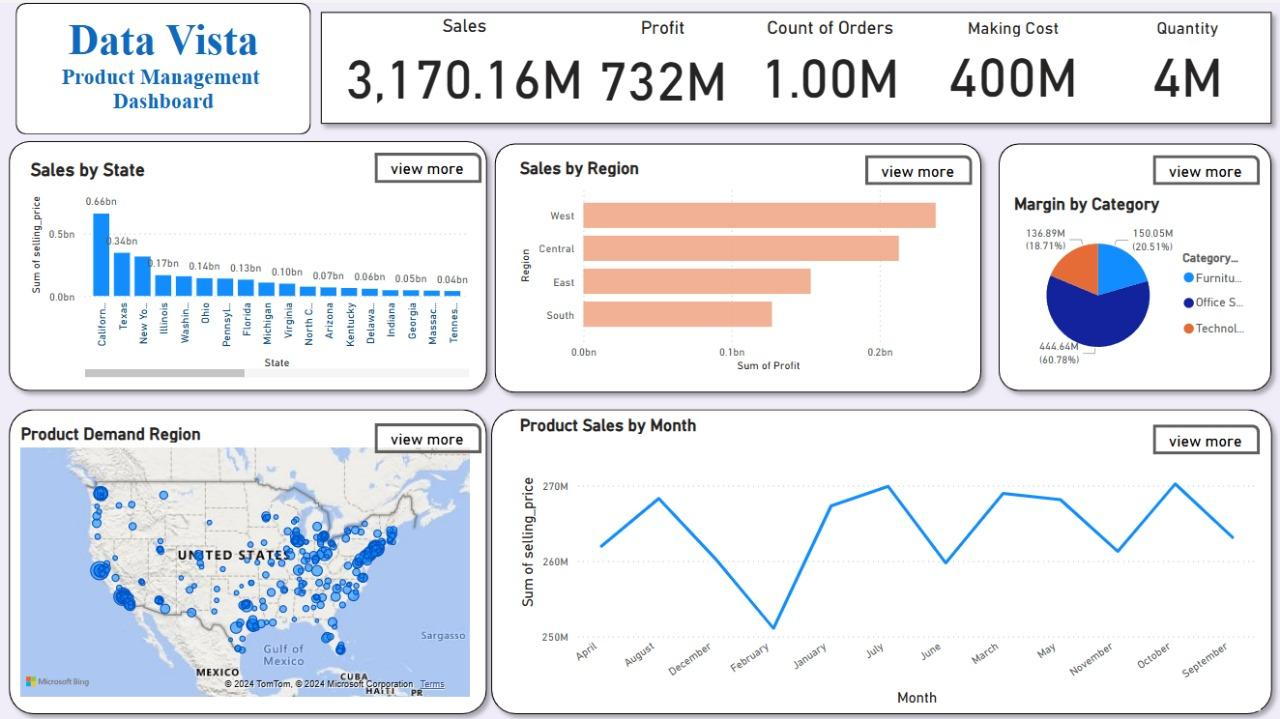 Data Vista
Product Management
Dashboard
Sales
Profit
Count of Orders
Making Cost
Quantity
3,170.16M
732M
1.00M
400M
4M
Sales by State
view more
Sum of selling_price
0.5bn
0.0bn
0.66bn
0.34bn
0.17bn
0.14bn
0.13bn
0.10bn
0.07bn
0.06bn
0.05bn
0.04bn
Californ...
Texas
New Yo...
Illinois
Washin...
Ohio
Pennsyl...
Florida
Michigan
Virginia
North C...
Arizona
Kentucky
Delawa...
Indiana
Georgia
Massac...
Tennes...
State
Sales by Region
view more
Region
West
Central
East
South
0.0bn
0.1bn
0.2bn
Sum of Profit
view more
Margin by Category
136.89M
(18.71%)
150.05M
(20.51%)
444.64M
(60.78%)
Category...
Furnitu...
Office S...
Technol...
Product Demand Region
view more
UNITED STATES
Sargasso
Gulf of
Mexico
MEXICO
CUBA
HAITI
PR
Microsoft Bing
© 2024 TomTom, © 2024 Microsoft Corporation
Terms
Product Sales by Month
view more
Sum of selling_price
270M
260M
250M
April
August
December
February
January
July
June
March
May
November
October
September
Month